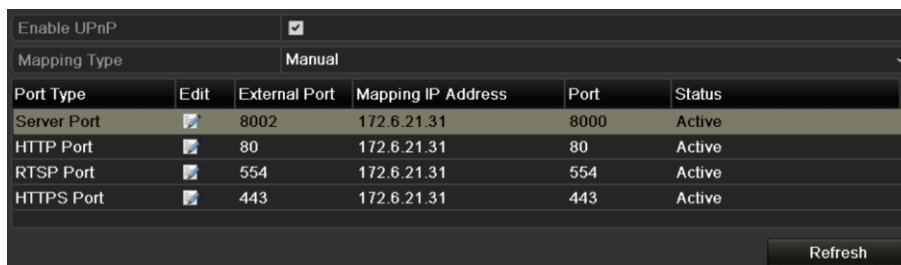 Enable UPnP
Mapping Type Manual
Port Type Edit External Port Mapping IP Address Port Status
Server Port 8002 172.6.21.31 8000 Active
HTTP Port 80 172.6.21.31 80 Active
RTSP Port 554 172.6.21.31 554 Active
HTTPS Port 443 172.6.21.31 443 Active
Refresh